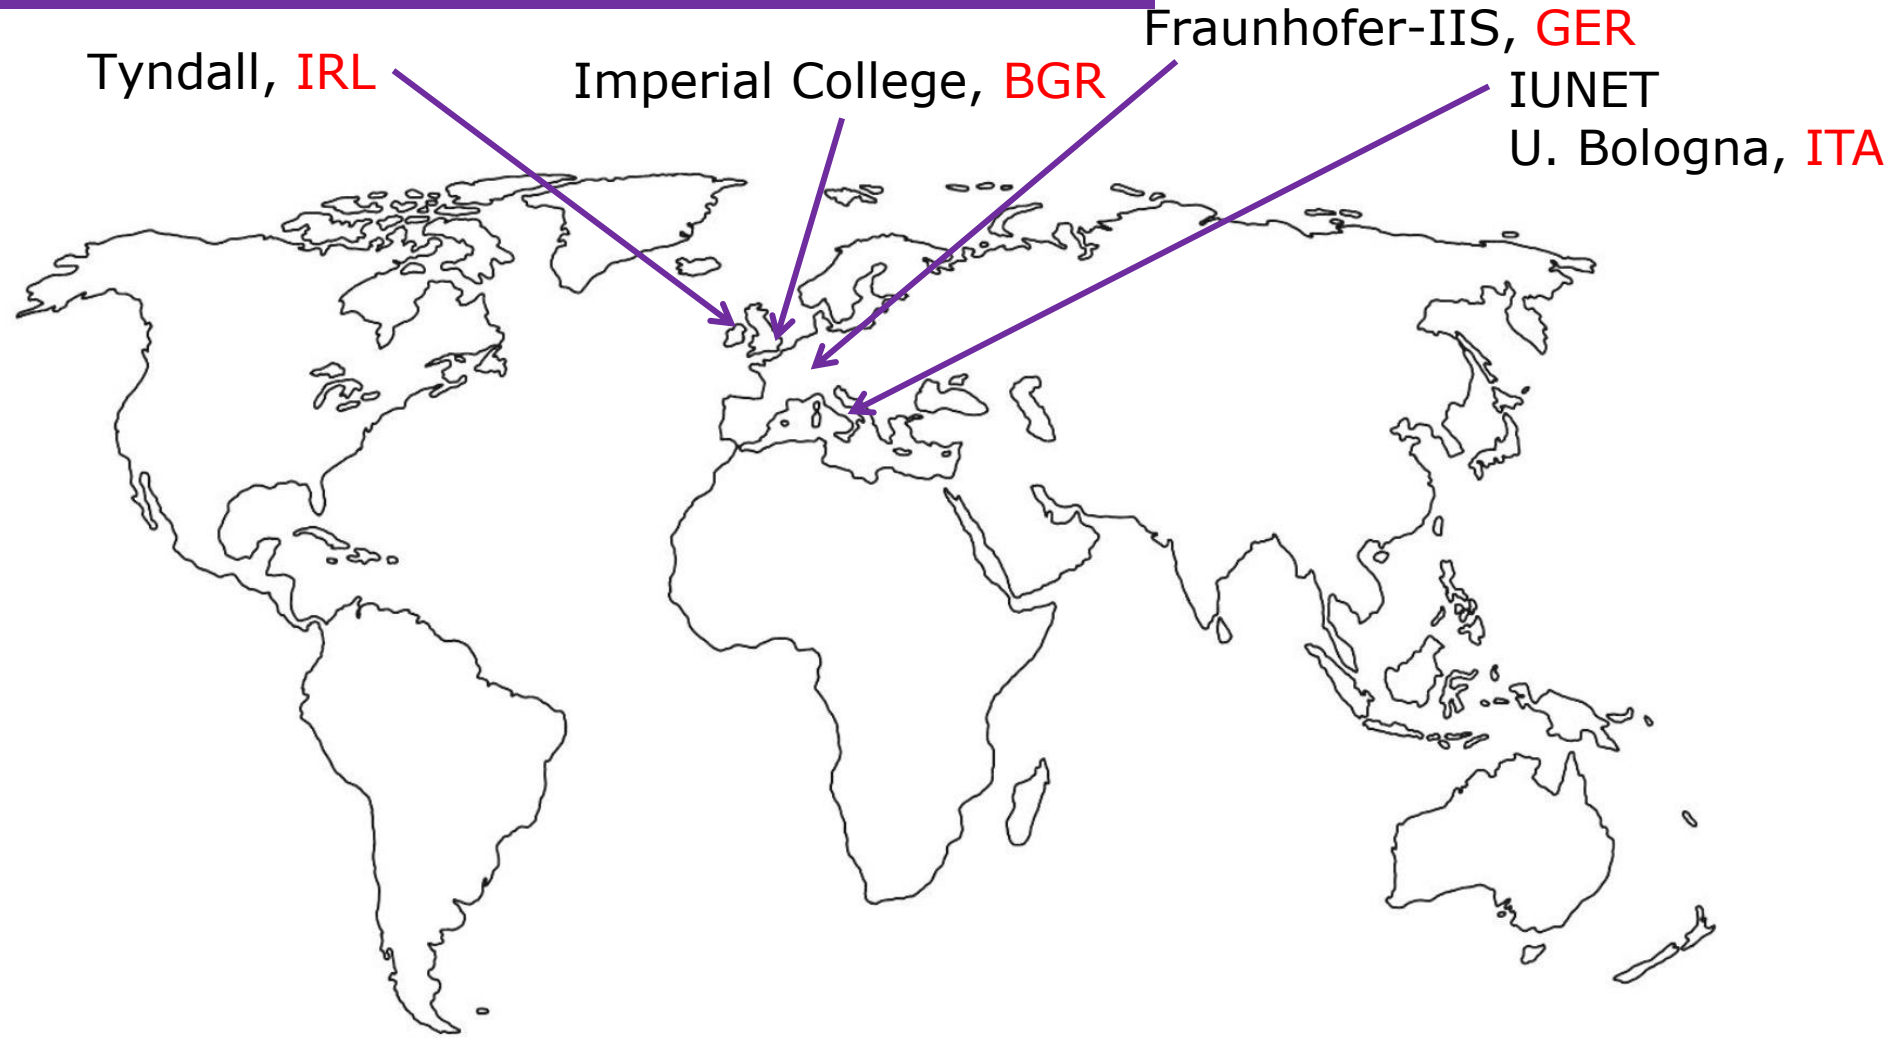 Fraunhofer-IIS, GER
Tyndall, IRL
Imperial College, BGR
IUNET
U. Bologna, ITA